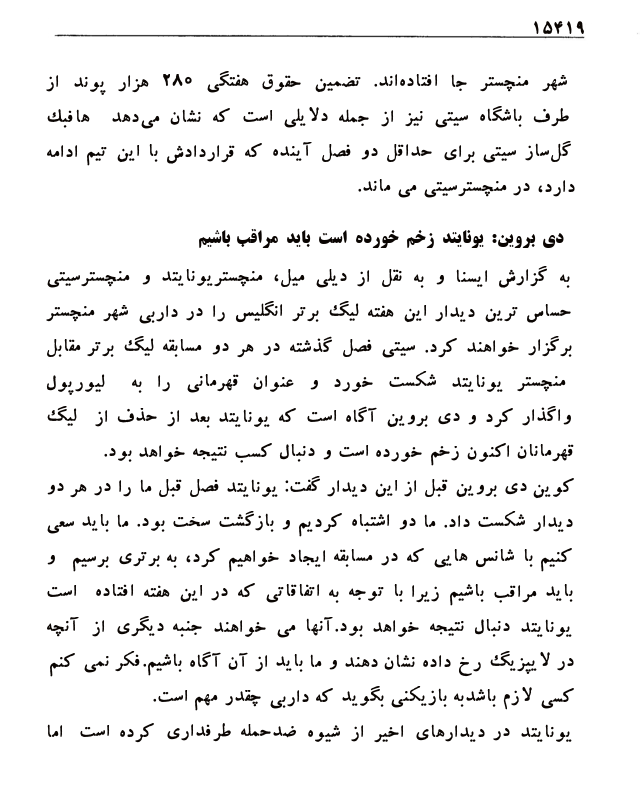 ۱۵۴۱۹
شهر منچستر جا افتاده‌اند. تضمین حقوق هفتگی ۲۸۰ هزار پوند از
طرف باشگاه سیتی نیز از جمله دلایلی است که نشان می‌دهد هافبک
گل‌ساز سیتی برای حداقل دو فصل آینده که قراردادش با این تیم ادامه
دارد، در منچسترسیتی می ماند.
دی بروین: یونایتد زخم خورده است باید مراقب باشیم
به گزارش ایسنا و به نقل از دیلی میل، منچستریونایتد و منچسترسیتی
حساس ترین دیدار این هفته لیگ برتر انگلیس را در داربی شهر منچستر
برگزار خواهند کرد. سیتی فصل گذشته در هر دو مسابقه لیگ برتر مقابل
منچستر یونایتد شکست خورد و عنوان قهرمانی را به لیورپول
واگذار کرد و دی بروین آگاه است که یونایتد بعد از حذف از لیگ
قهرمانان اکنون زخم خورده است و دنبال کسب نتیجه خواهد بود.
کوین دی بروین قبل از این دیدار گفت: یونایتد فصل قبل ما را در هر دو
دیدار شکست داد. ما دو اشتباه کردیم و بازگشت سخت بود. ما باید سعی
کنیم با شانس هایی که در مسابقه ایجاد خواهیم کرد، به برتری برسیم و
باید مراقب باشیم زیرا با توجه به اتفاقاتی که در این هفته افتاده است
یونایتد دنبال نتیجه خواهد بود.آنها می خواهند جنبه دیگری از آنچه
در لایپزیگ رخ داده نشان دهند و ما باید از آن آگاه باشیم.فکر نمی کنم
کسی لازم باشدبه بازیکنی بگوید که داربی چقدر مهم است.
یونایتد در دیدارهای اخیر از شیوه ضدحمله طرفداری کرده است اما